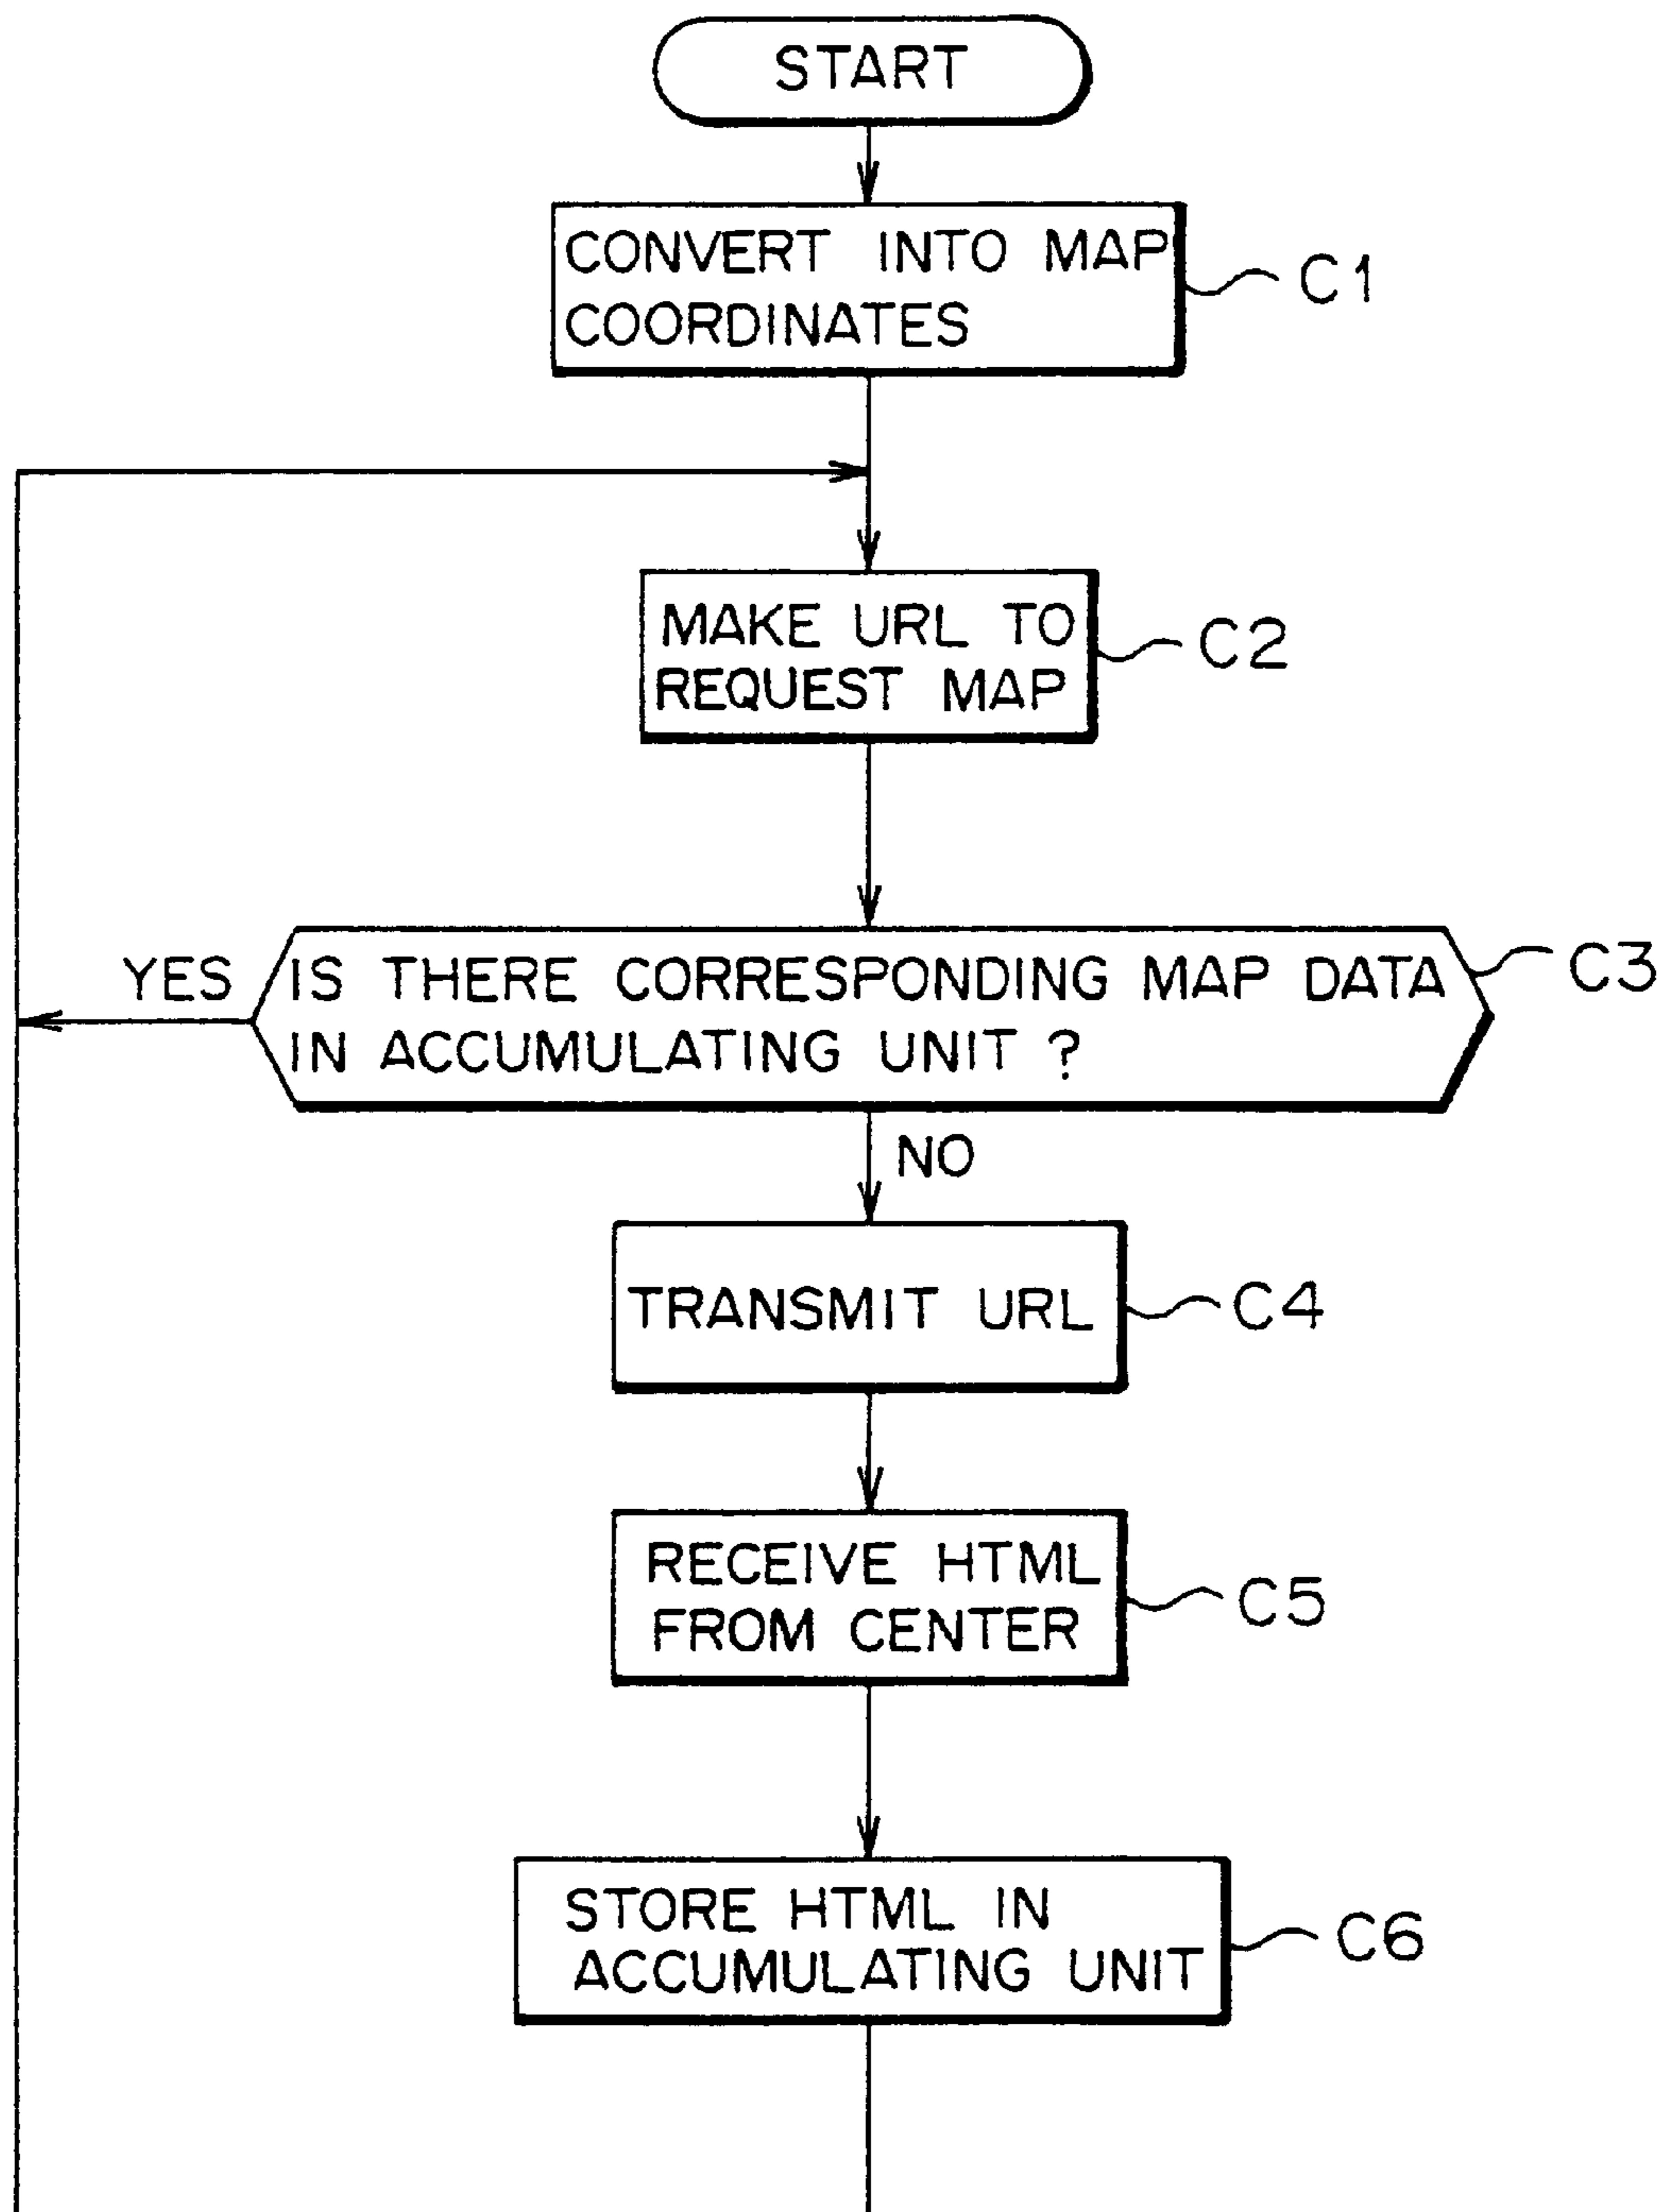 START
CONVERT INTO MAP
COORDINATES
C1
MAKE URL TO
REQUEST MAP
C2
YES
IS THERE CORRESPONDING MAP DATA
IN ACCUMULATING UNIT ?
C3
NO
TRANSMIT URL
C4
RECEIVE HTML
FROM CENTER
C5
STORE HTML IN
ACCUMULATING UNIT
C6